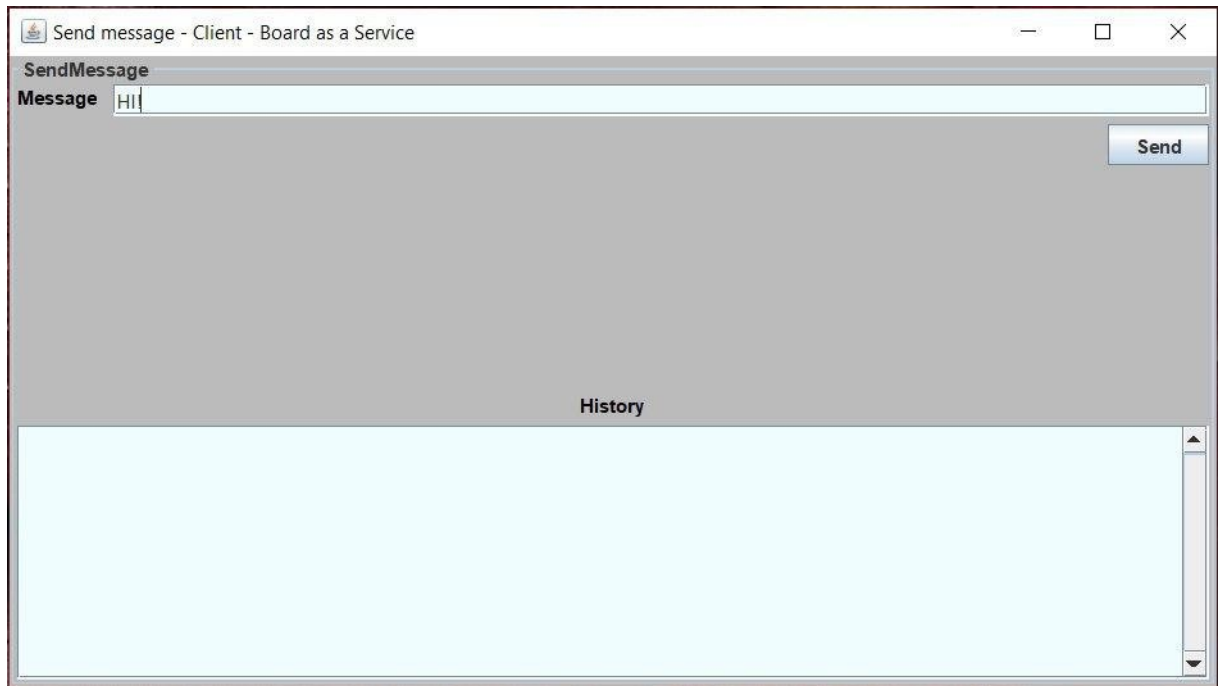 Send message - Client - Board as a Service
SendMessage
Message HI!
Send
History